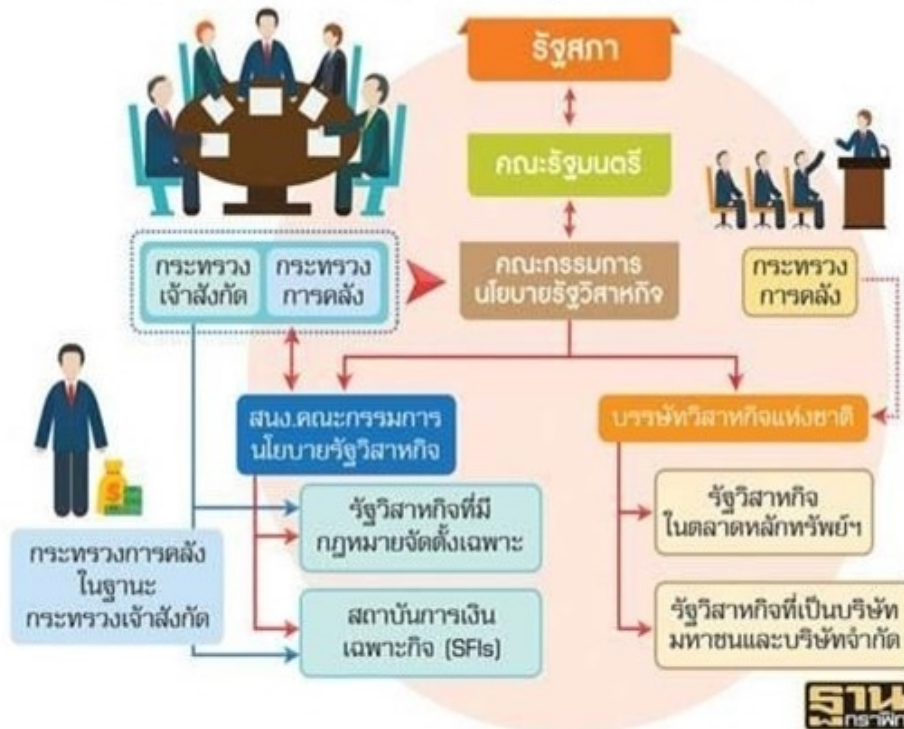 รัฐสภา
คณะรัฐมนตรี
กระทรวง
เจ้าสังกัด
กระทรวง
การคลัง
คณะกรรมการ
นโยบายรัฐวิสาหกิจ
กระทรวง
การคลัง
สนง.คณะกรรมการ
นโยบายรัฐวิสาหกิจ
บรรษัทวิสาหกิจแห่งชาติ
รัฐวิสาหกิจที่มี
กฎหมายจัดตั้งเฉพาะ
รัฐวิสาหกิจ
ในตลาดหลักทรัพย์ฯ
กระทรวงการคลัง
ในฐานะ
กระทรวงเจ้าสังกัด
สถาบันการเงิน
เฉพาะกิจ (SFIs)
รัฐวิสาหกิจที่เป็นบริษัท
มหาชนและบริษัทจำกัด
ฐาน
กราฟิก